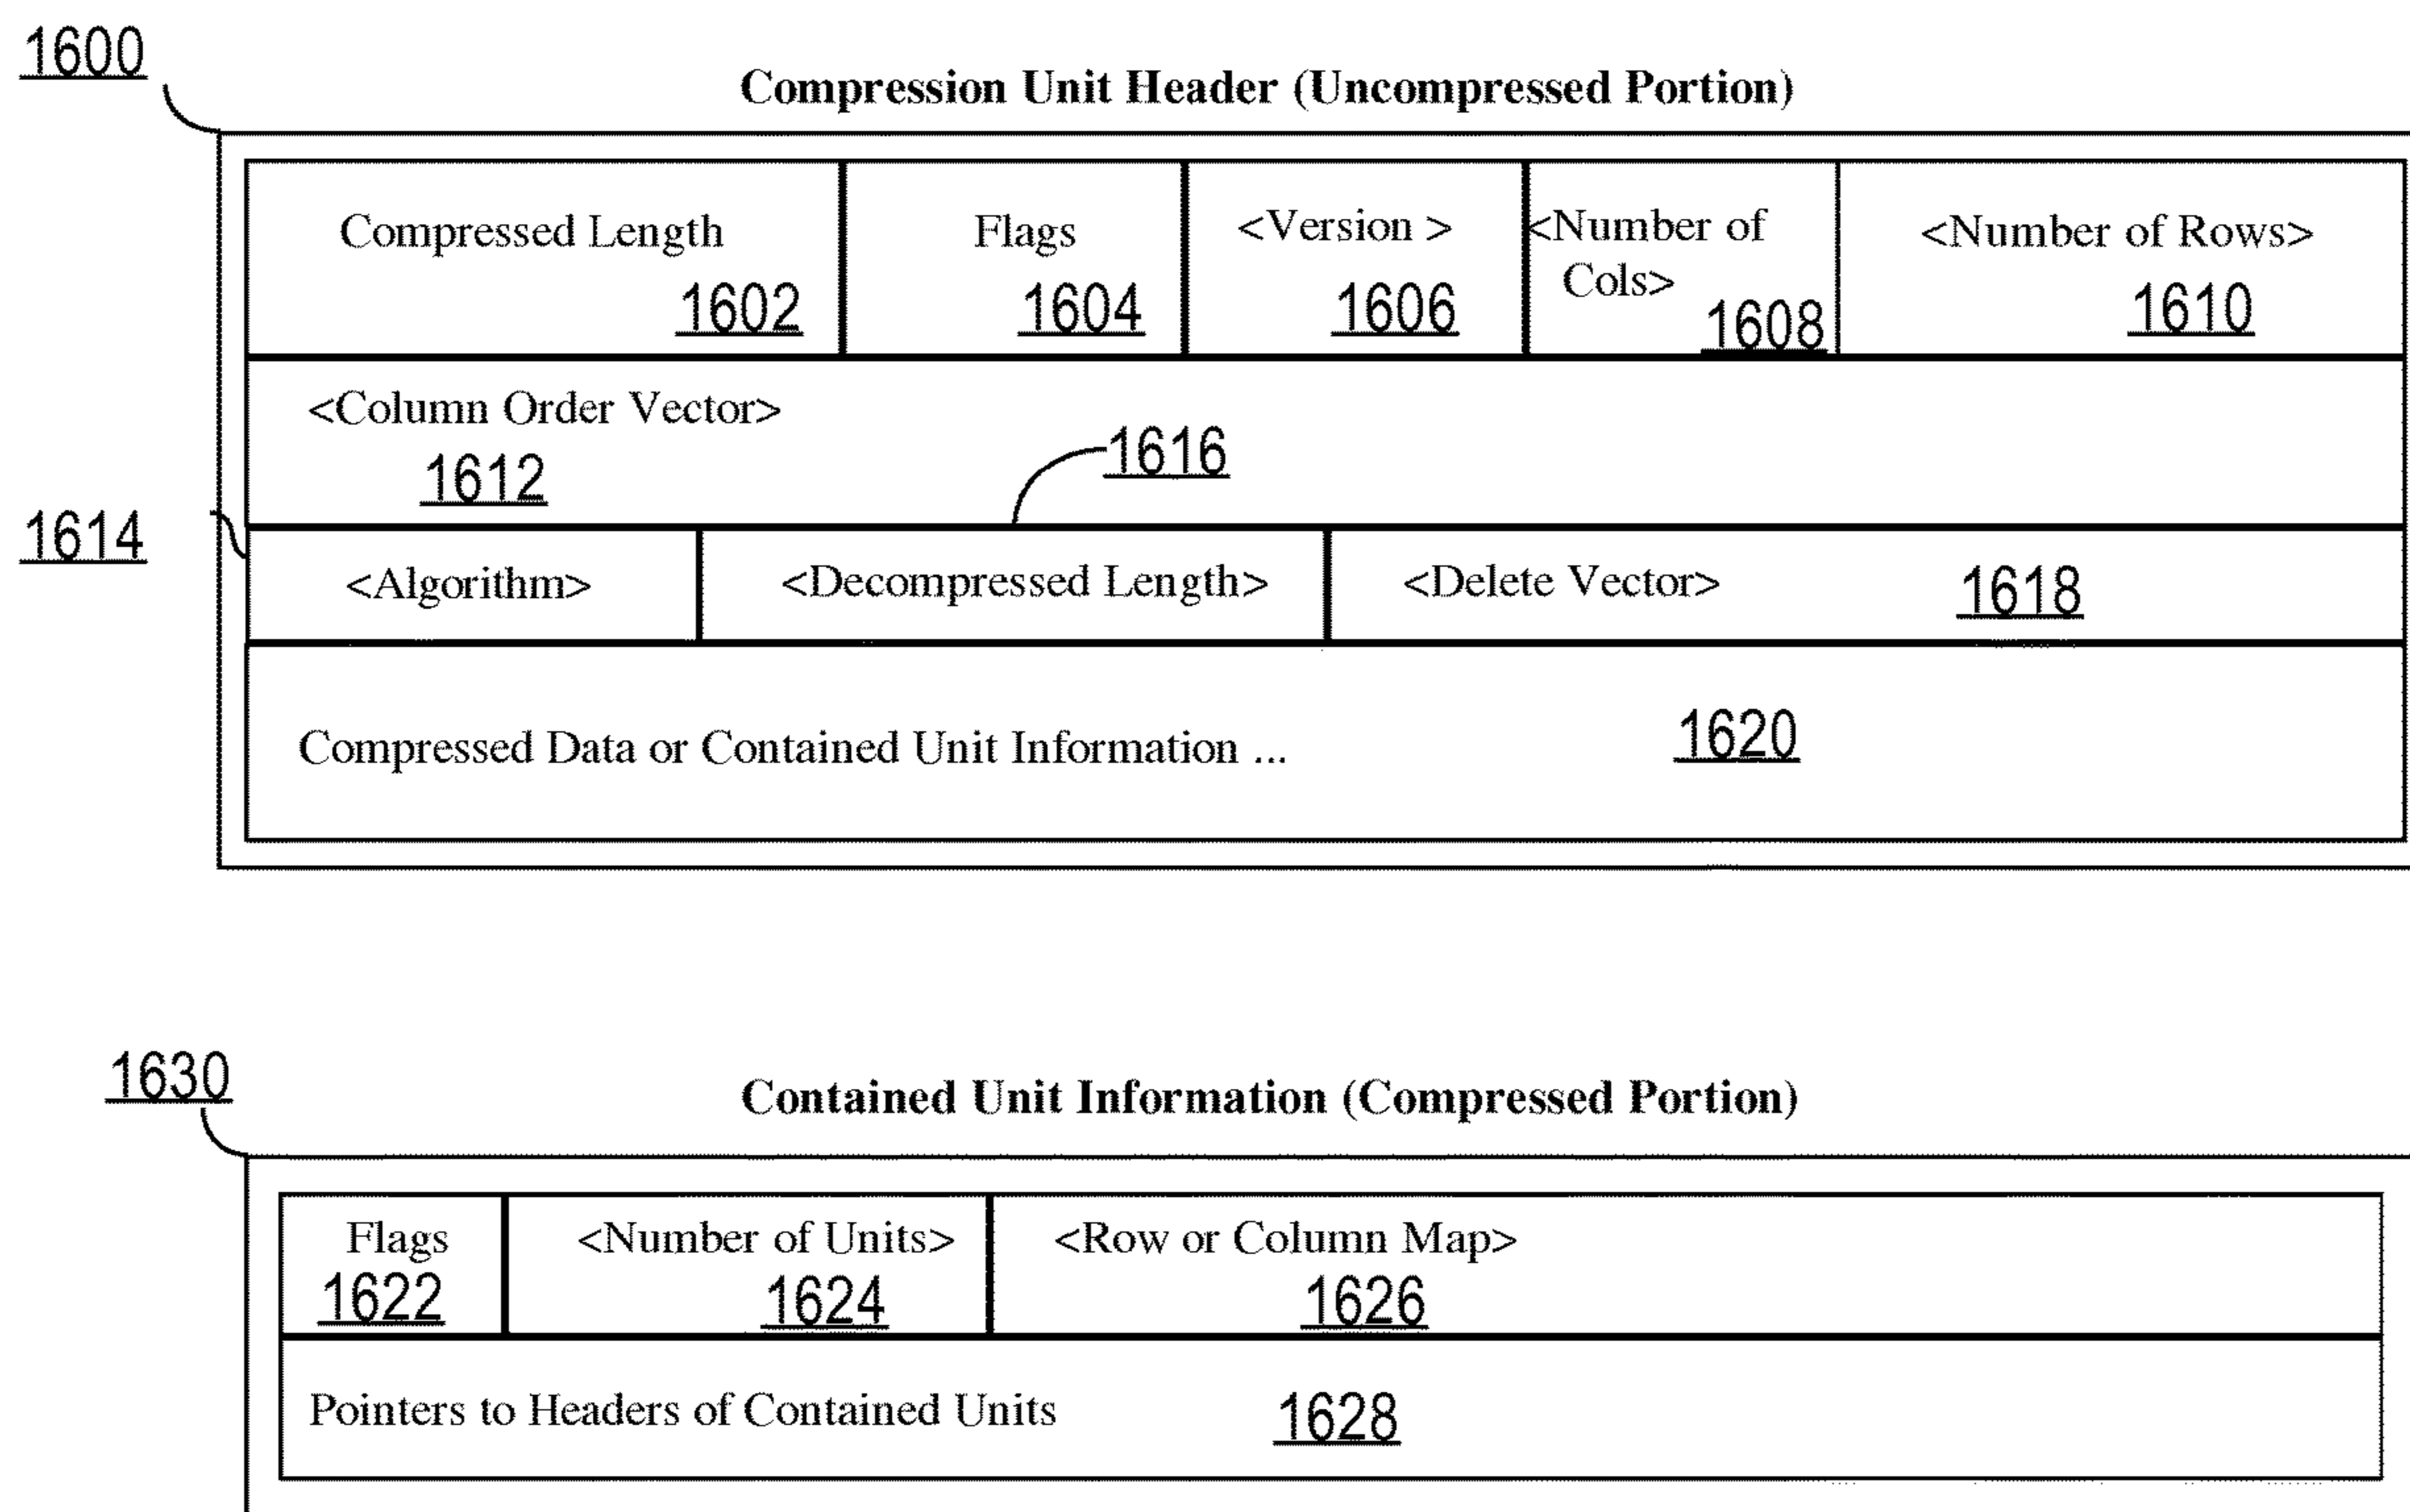 1600
Compression Unit Header (Uncompressed Portion)
Compressed Length
1602
Flags
1604
<Version >
1606
<Number of
Cols>
1608
<Number of Rows>
1610
<Column Order Vector>
1612
1616
1614
<Algorithm>
<Decompressed Length>
<Delete Vector>
1618
Compressed Data or Contained Unit Information ...
1620
1630
Contained Unit Information (Compressed Portion)
Flags
1622
<Number of Units>
1624
<Row or Column Map>
1626
Pointers to Headers of Contained Units
1628